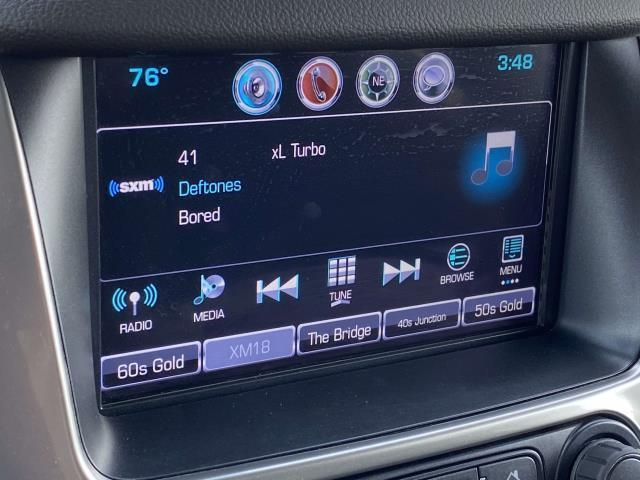 76°
NE
3:48
41 xL Turbo
((sxm))
Deftones
Bored
RADIO
MEDIA
TUNE
BROWSE
MENU
60s Gold
XM18
The Bridge
40s Junction
50s Gold